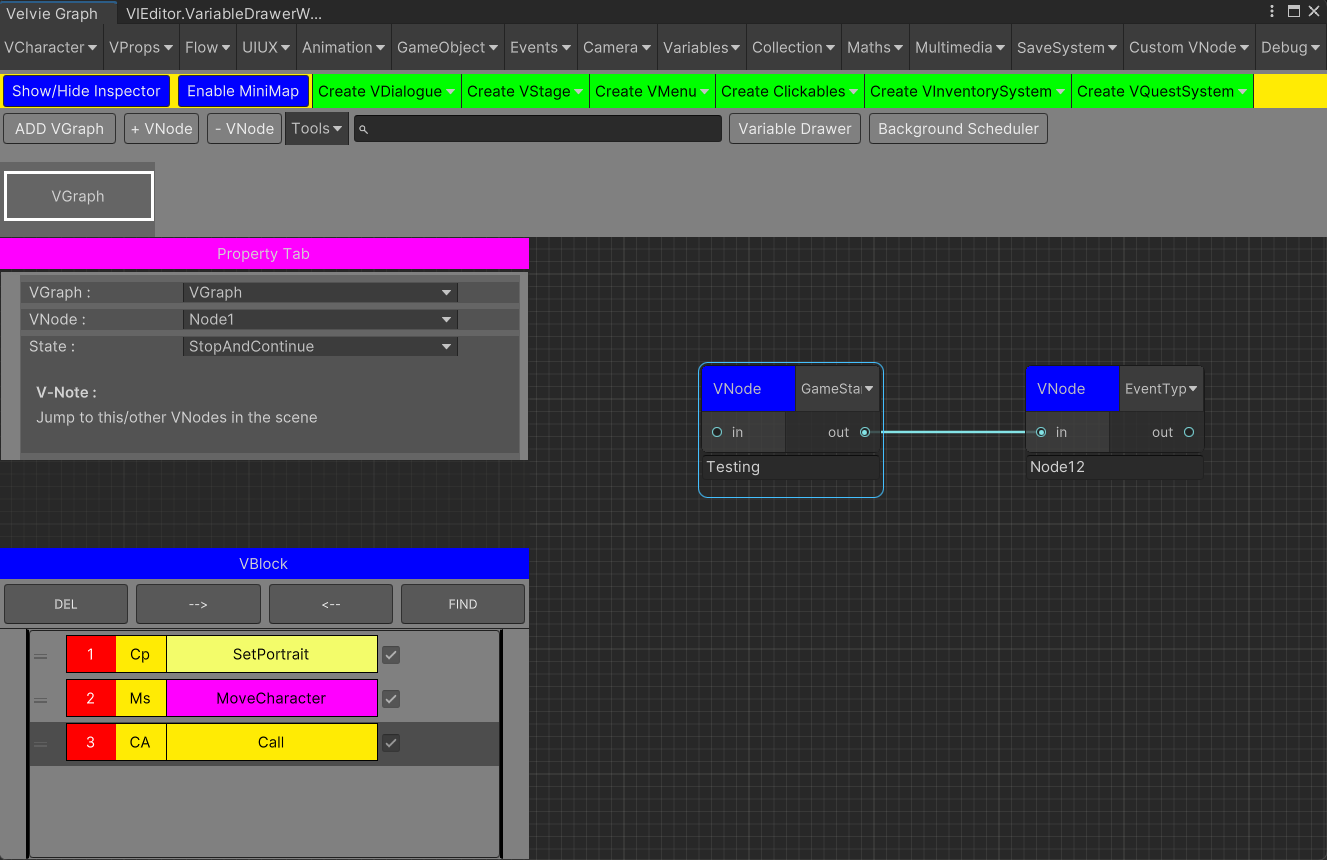 Velvie Graph VIEditor.VariableDrawerW...
VCharacter VProps Flow UIUX Animation GameObject Events Camera Variables Collection Maths Multimedia SaveSystem Custom VNode Debug
Show/Hide Inspector Enable MiniMap Create VDialogue Create VStage Create VMenu Create Clickables Create VInventorySystem Create VQuestSystem
ADD VGraph + VNode - VNode Tools Variable Drawer Background Scheduler
VGraph
Property Tab
VGraph : VGraph
VNode : Node1
State : StopAndContinue
V-Note :
Jump to this/other VNodes in the scene
VNode GameStar
in out
Testing
VNode EventTyp
in out
Node12
VBlock
DEL --> <-- FIND
1 Cp SetPortrait
2 Ms MoveCharacter
3 CA Call